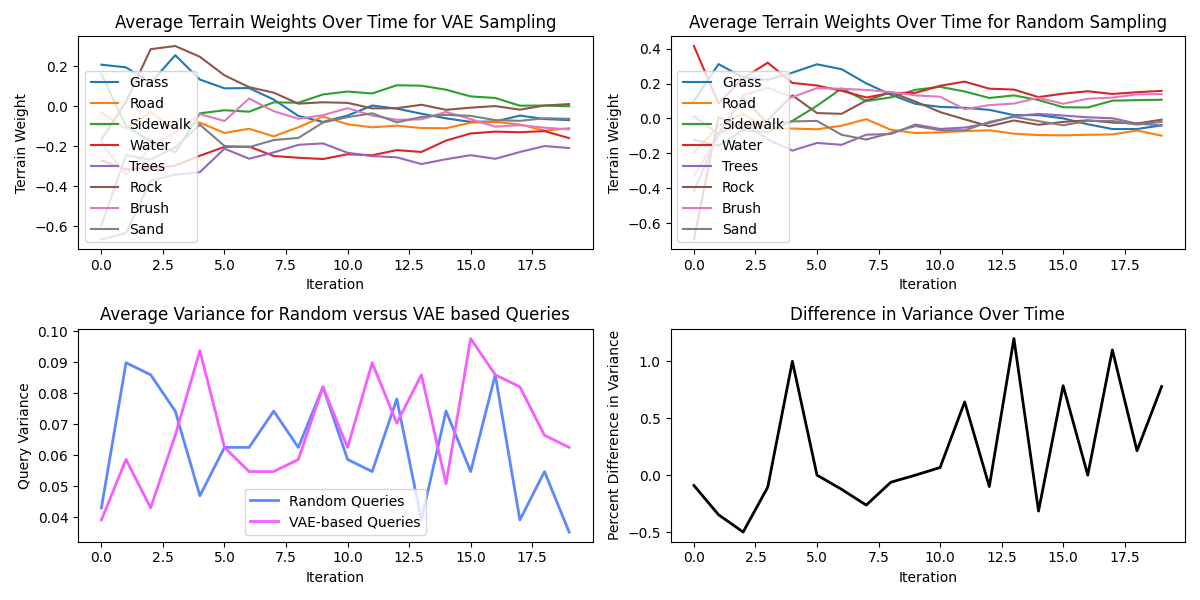 Average Terrain Weights Over Time for VAE Sampling
Terrain Weight
0.2
0.0
−0.2
−0.4
−0.6
Grass
Road
Sidewalk
Water
Trees
Rock
Brush
Sand
0.0 2.5 5.0 7.5 10.0 12.5 15.0 17.5
Iteration
Average Terrain Weights Over Time for Random Sampling
Terrain Weight
0.4
0.2
0.0
−0.2
−0.4
−0.6
Grass
Road
Sidewalk
Water
Trees
Rock
Brush
Sand
0.0 2.5 5.0 7.5 10.0 12.5 15.0 17.5
Iteration
Average Variance for Random versus VAE based Queries
Query Variance
0.10
0.09
0.08
0.07
0.06
0.05
0.04
Random Queries
VAE-based Queries
0.0 2.5 5.0 7.5 10.0 12.5 15.0 17.5
Iteration
Difference in Variance Over Time
Percent Difference in Variance
1.0
0.5
0.0
−0.5
0.0 2.5 5.0 7.5 10.0 12.5 15.0 17.5
Iteration